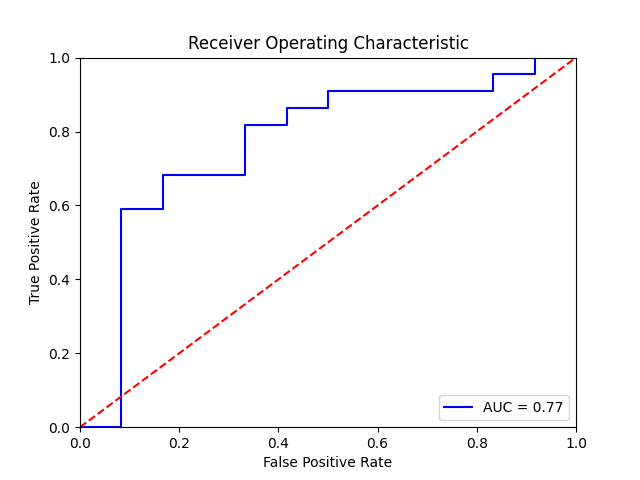 Receiver Operating Characteristic
1.0
0.8
0.6
0.4
0.2
0.0
True Positive Rate
AUC = 0.77
0.0 0.2 0.4 0.6 0.8 1.0
False Positive Rate